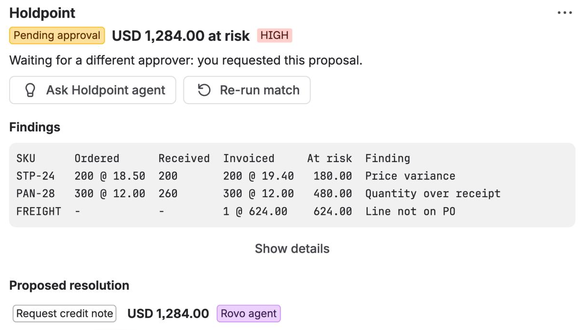 Holdpoint
Pending approval USD 1,284.00 at risk HIGH
Waiting for a different approver: you requested this proposal.
Ask Holdpoint agent Re-run match
Findings
SKU Ordered Received Invoiced At risk Finding
STP-24 200 @ 18.50 200 200 @ 19.40 180.00 Price variance
PAN-28 300 @ 12.00 260 300 @ 12.00 480.00 Quantity over receipt
FREIGHT - - 1 @ 624.00 624.00 Line not on PO
Show details
Proposed resolution
Request credit note USD 1,284.00 Rovo agent